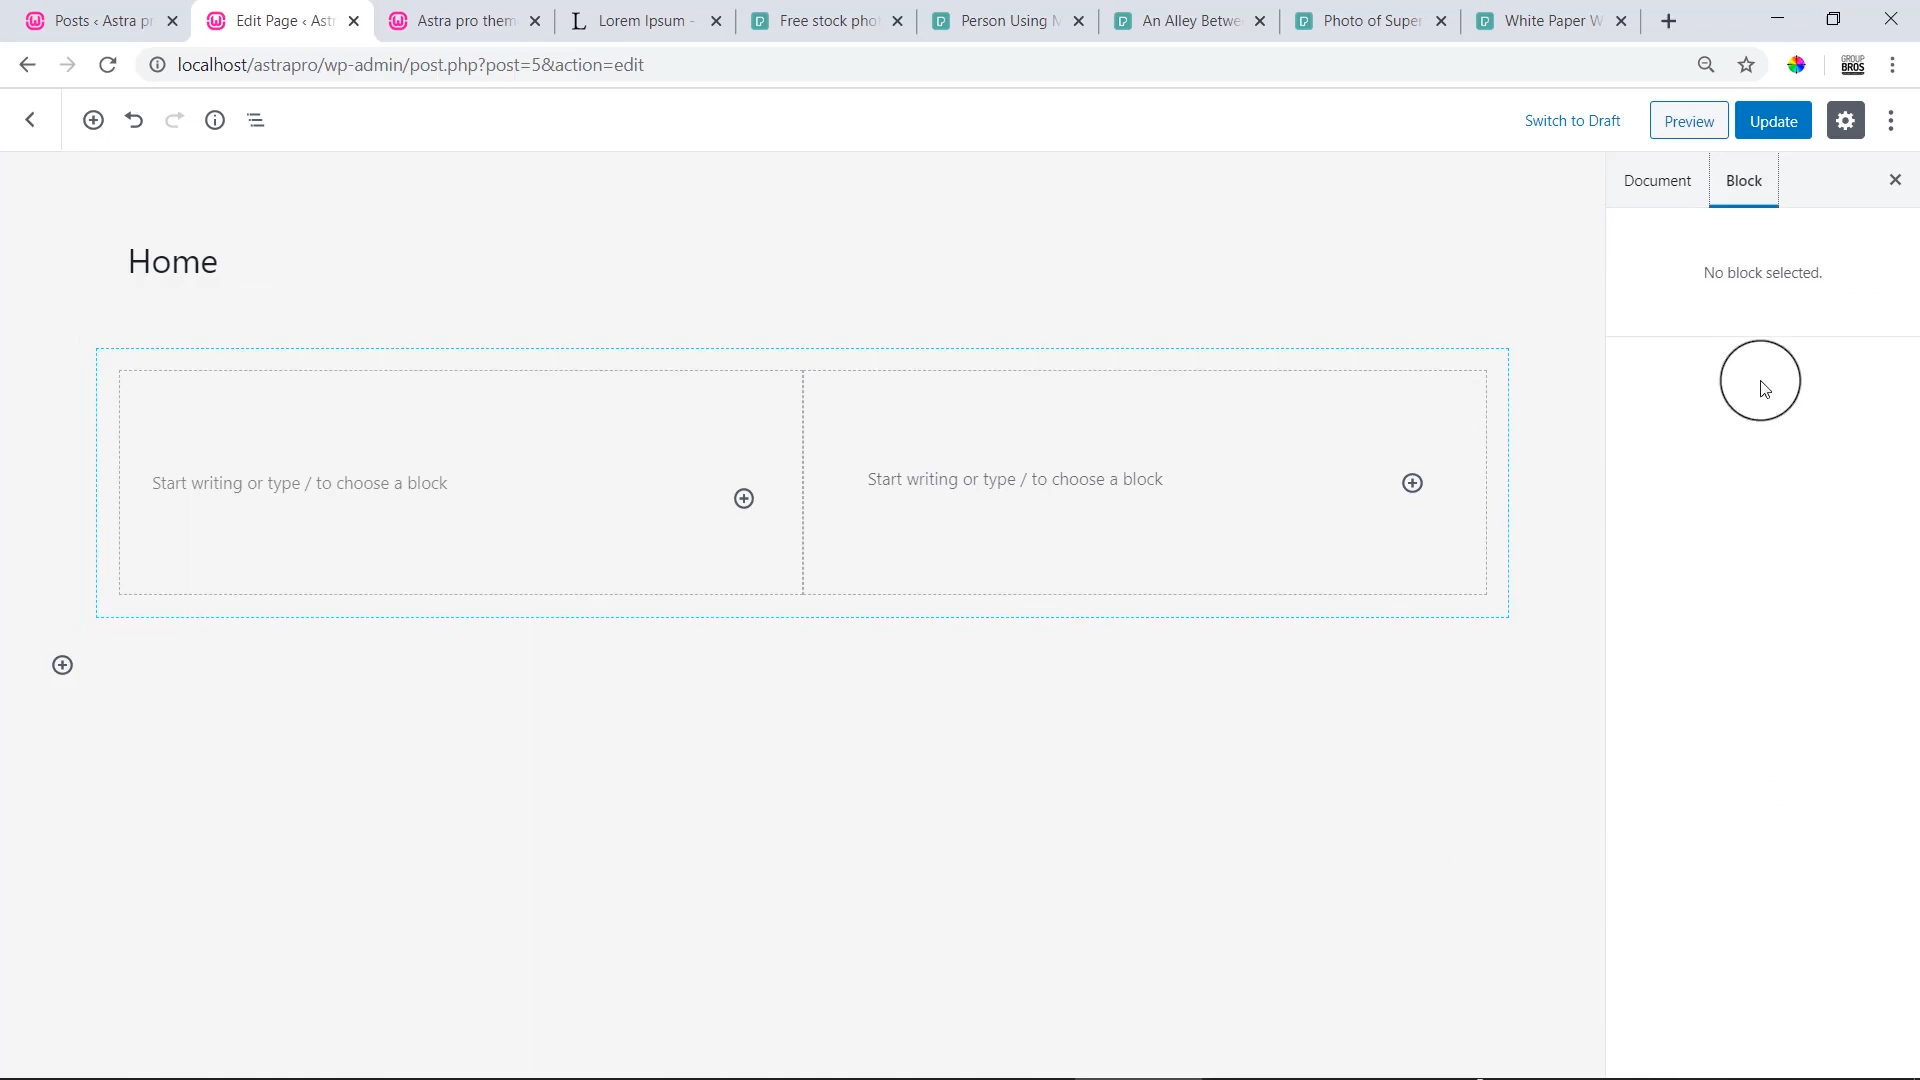 Posts ‹ Astra pr
Edit Page ‹ Astr
Astra pro them
Lorem Ipsum -
Free stock phot
Person Using M
An Alley Betwe
Photo of Super
White Paper W
localhost/astrapro/wp-admin/post.php?post=5&action=edit
GROUP
BROS
Switch to Draft
Preview
Update
Document
Block
No block selected.
Home
Start writing or type / to choose a block
Start writing or type / to choose a block